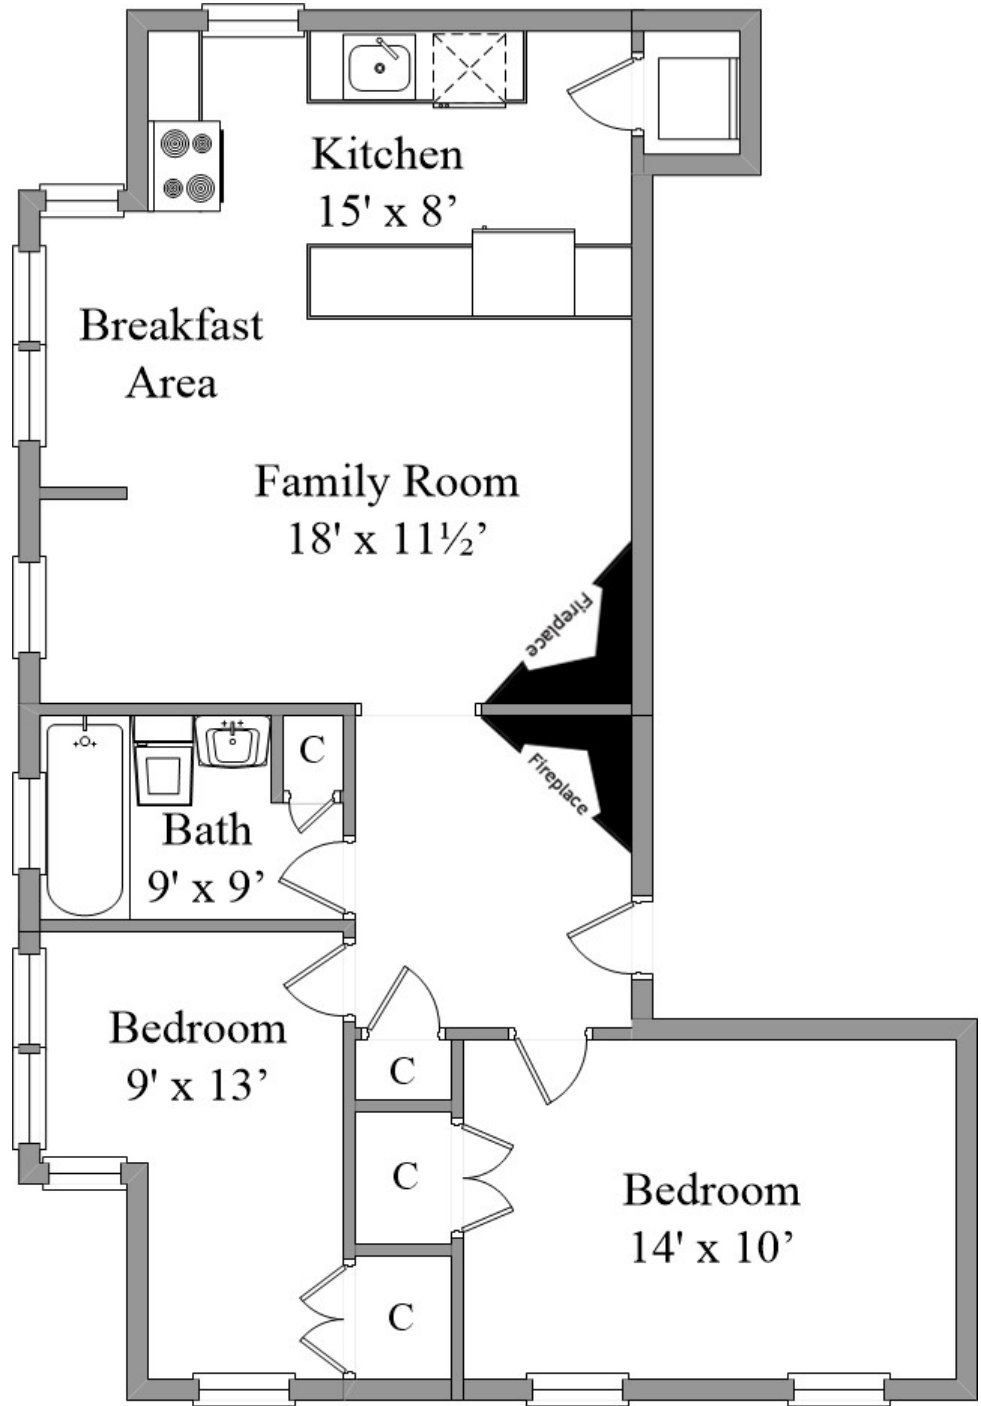 Kitchen
15' x 8’
Breakfast
Area
Family Room
18' x 11½’
Fireplace
Fireplace
C
Bath
9' x 9’
Bedroom
9' x 13’
C
C
Bedroom
14' x 10’
C